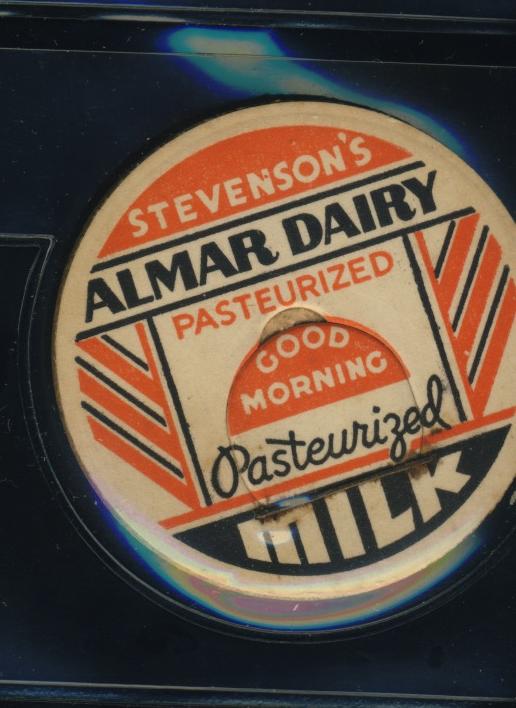 STEVENSON'S
ALMAR DAIRY
PASTEURIZED
GOOD
MORNING
Pasteurized
MILK